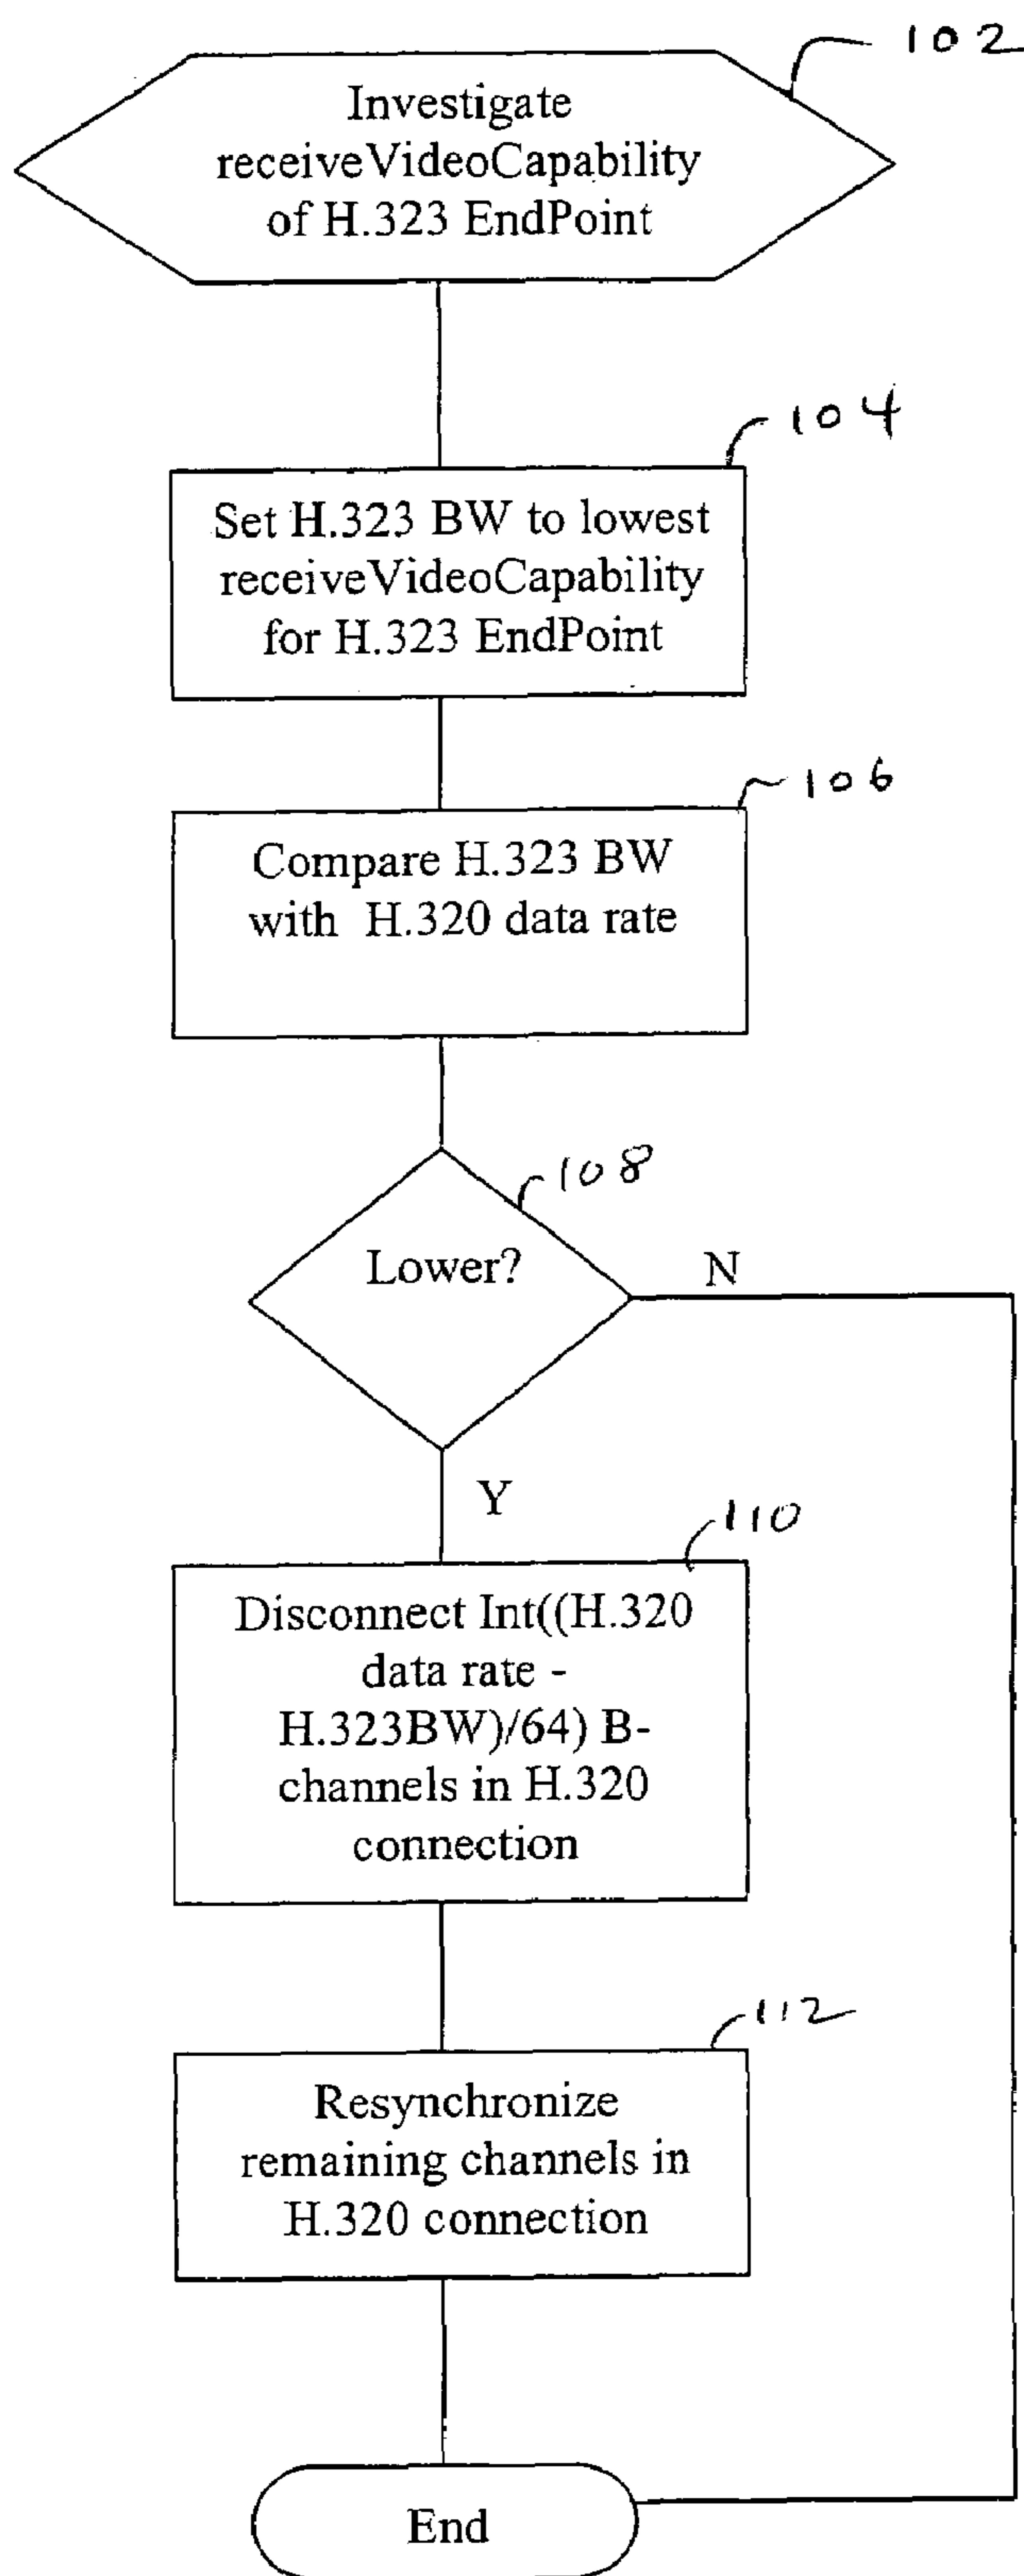 102
Investigate
receiveVideoCapability
of H.323 EndPoint
104
Set H.323 BW to lowest
receiveVideoCapability
for H.323 EndPoint
106
Compare H.323 BW
with H.320 data rate
108
Lower?
N
Y
110
Disconnect Int((H.320
data rate -
H.323BW)/64) B-
channels in H.320
connection
112
Resynchronize
remaining channels in
H.320 connection
End